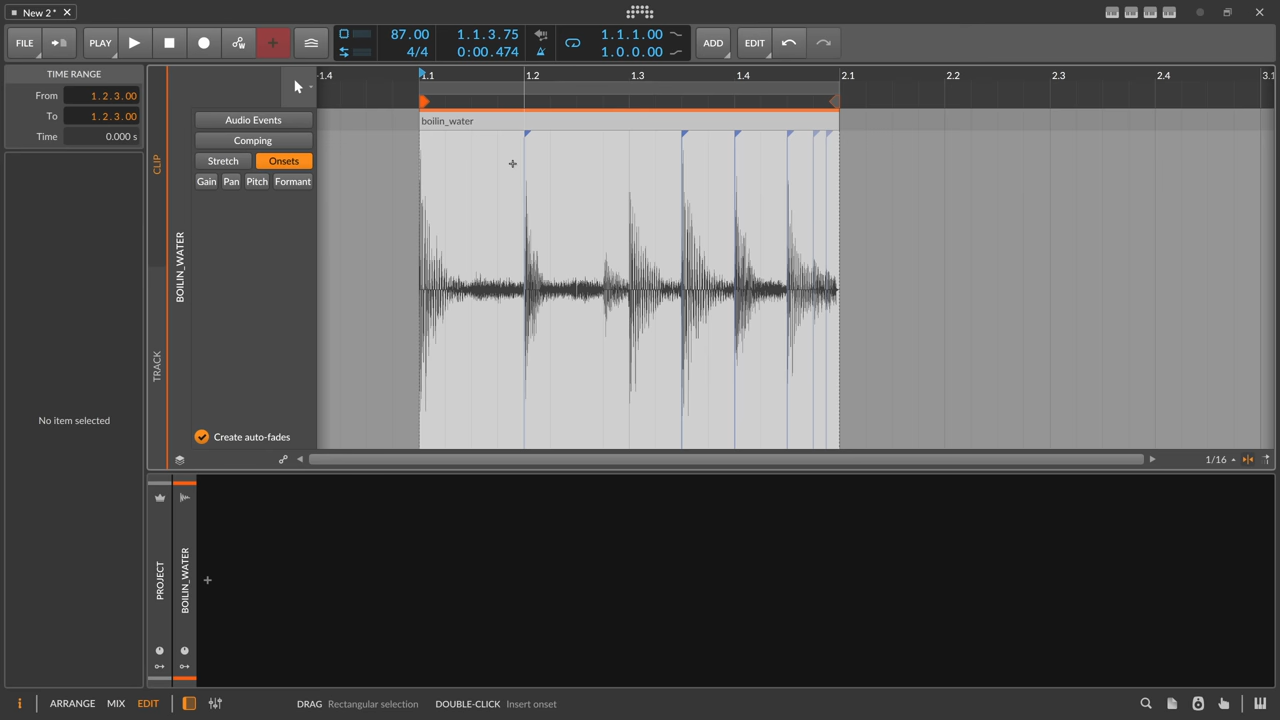 New 2*
FILE
PLAY
87.00
4/4
1.1.3.75
0:00.474
1.1.1.00
1.0.0.00
ADD
EDIT
TIME RANGE
From 1.2.3.00
To 1.2.3.00
Time 0.000 s
No item selected
CLIP
TRACK
BOILIN_WATER
Audio Events
Comping
Stretch Onsets
Gain Pan Pitch Formant
Create auto-fades
1.4 1.1 1.2 1.3 1.4 2.1 2.2 2.3 2.4 3.1
boilin_water
1/16
PROJECT
BOILIN_WATER
+
i ARRANGE MIX EDIT
DRAG Rectangular selection DOUBLE-CLICK Insert onset